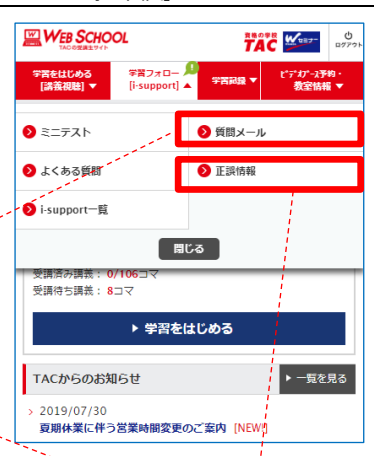 WEB SCHOOL
TACの受講生サイト
資格の学校
TAC
Wセミナー
ログアウト
学習をはじめる
[講義視聴] ▼
学習フォロー
[i-support] ▲
学習記録 ▼
ビデオブース予約・
教室情報 ▼
ミニテスト
質問メール
よくある質問
正誤情報
i-support一覧
閉じる
受講済み講義： 0/106コマ
受講待ち講義： 8コマ
学習をはじめる
TACからのお知らせ
一覧を見る
2019/07/30
夏期休業に伴う営業時間変更のご案内 [NEW!]